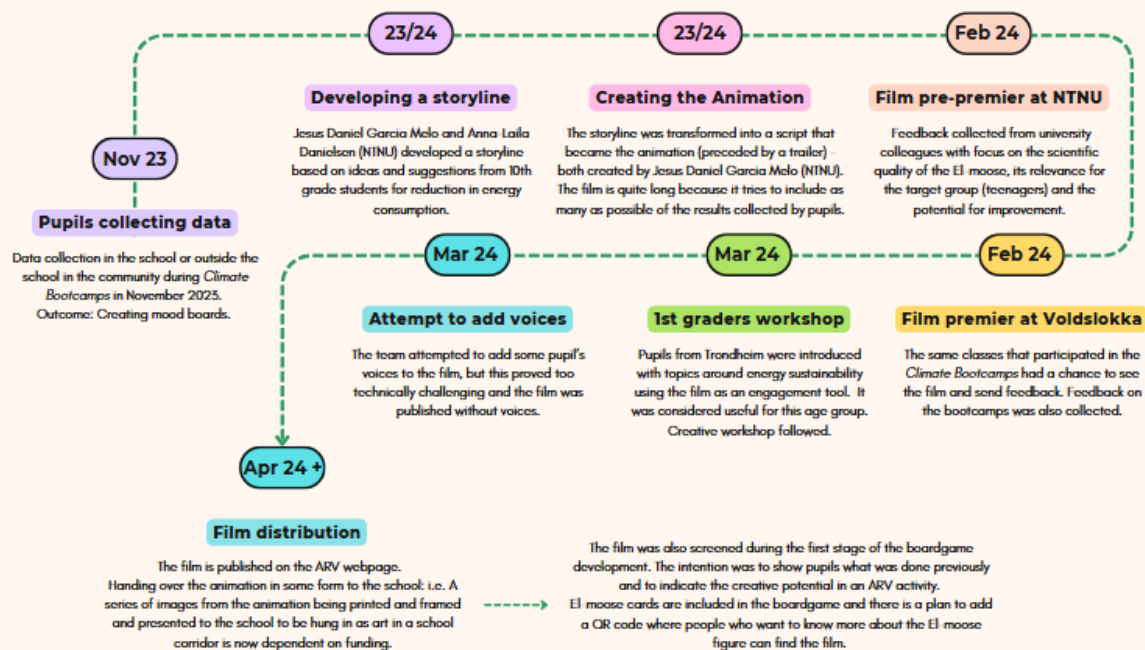 Nov 23
Pupils collecting data
Data collection in the school or outside the
school in the community during Climate
Bootcamps in November 2023.
Outcome: Creating mood boards.
23/24
Developing a storyline
Jesus Daniel Garcia Melo and Anna-Laila
Danielsen (NTNU) developed a storyline
based on ideas and suggestions from 10th
grade students for reduction in energy
consumption.
23/24
Creating the Animation
The storyline was transformed into a script that
became the animation (preceded by a trailer) –
both created by Jesus Daniel Garcia Melo (NTNU).
The film is quite long because it tries to include as
many as possible of the results collected by pupils.
Feb 24
Film pre-premier at NTNU
Feedback collected from university
colleagues with focus on the scientific
quality of the El-moose, its relevance for
the target group (teenagers) and the
potential for improvement.
Feb 24
Film premier at Voldslokka
The same classes that participated in the
Climate Bootcamps had a chance to see
the film and send feedback. Feedback on
the bootcamps was also collected.
Mar 24
1st graders workshop
Pupils from Trondheim were introduced
with topics around energy sustainability
using the film as an engagement tool. It
was considered useful for this age group.
Creative workshop followed.
Mar 24
Attempt to add voices
The team attempted to add some pupil's
voices to the film, but this proved too
technically challenging and the film was
published without voices.
Apr 24 +
Film distribution
The film is published on the ARV webpage.
Handing over the animation in some form to the school: i.e. A
series of images from the animation being printed and framed
and presented to the school to be hung in as art in a school
corridor is now dependent on funding.
The film was also screened during the first stage of the boardgame
development. The intention was to show pupils what was done previously
and to indicate the creative potential in an ARV activity.
El-moose cards are included in the boardgame and there is a plan to add
a QR code where people who want to know more about the El-moose
figure can find the film.